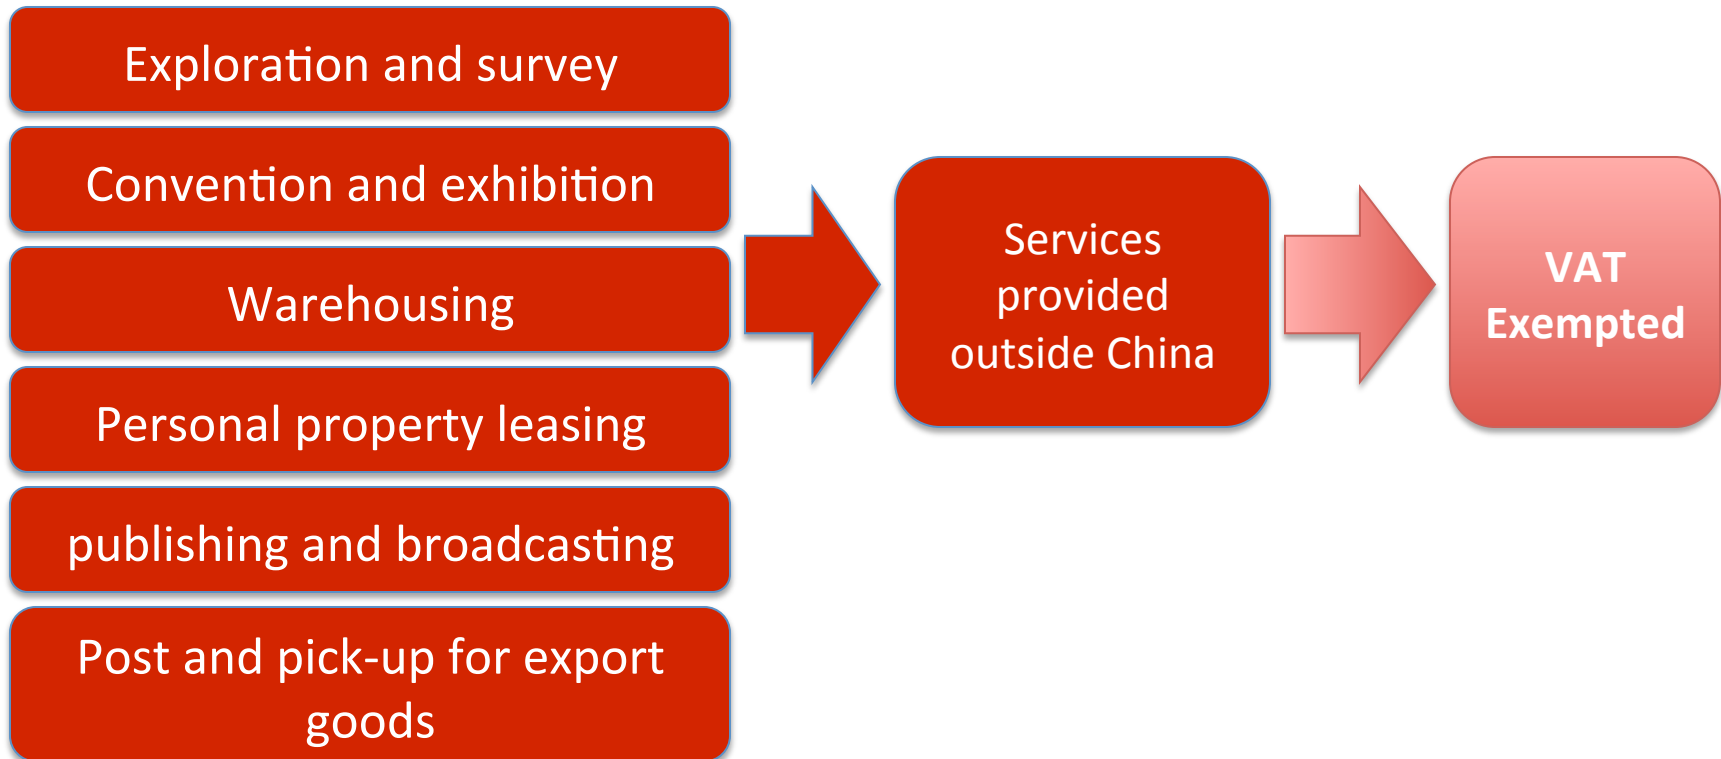 Exploration and survey
Convention and exhibition
Warehousing
Personal property leasing
publishing and broadcasting
Post and pick-up for export
goods
Services
provided
outside China
VAT
Exempted